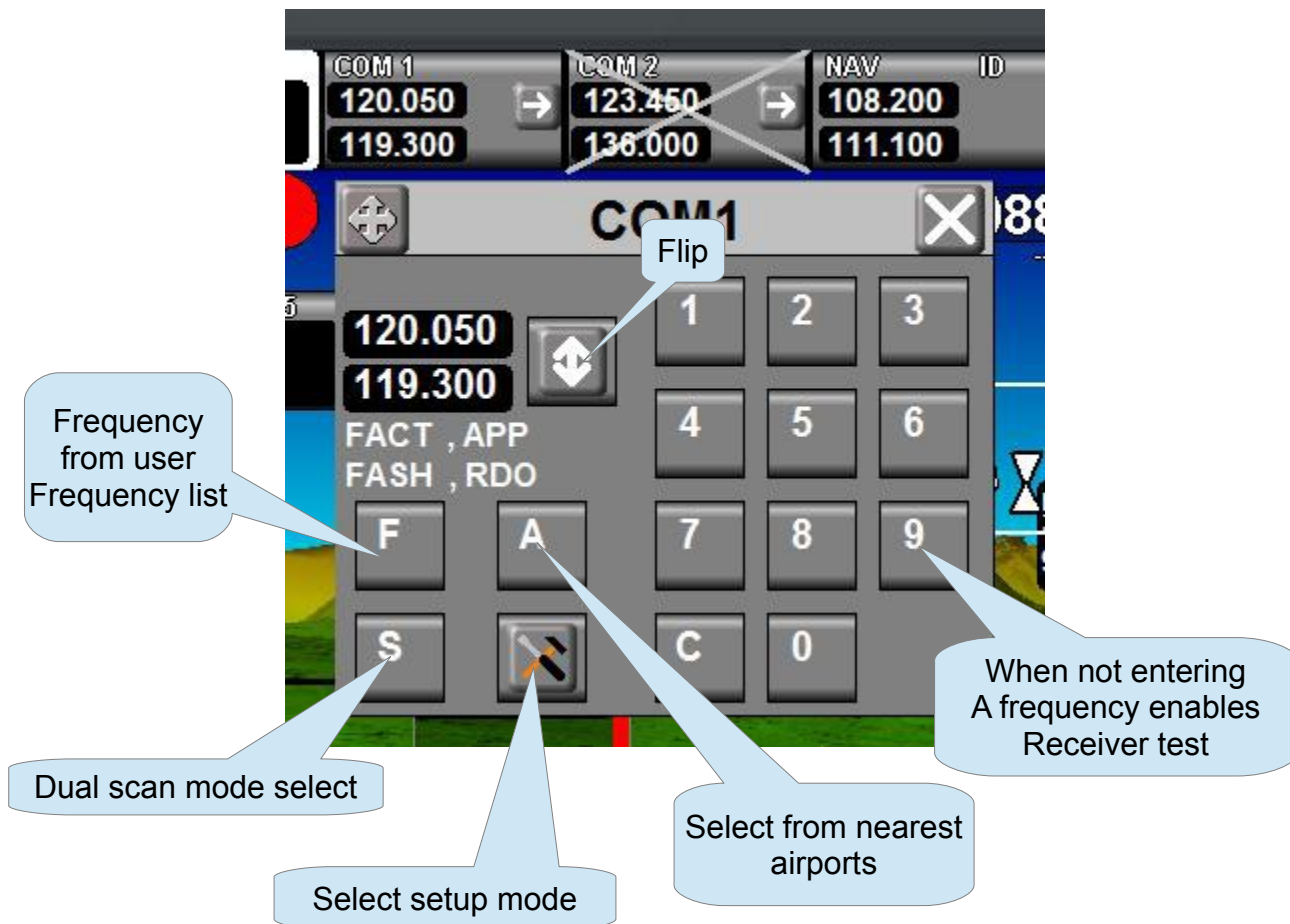 COM 1 COM 2 NAV ID
120.050 123.450 108.200
119.300 136.000 111.100
COM1
Flip
1 2 3
120.050
119.300
4 5 6
FACT , APP
FASH , RDO
Frequency
from user
Frequency list
F A 7 8 9
S C 0
When not entering
A frequency enables
Receiver test
Dual scan mode select
Select from nearest
airports
Select setup mode